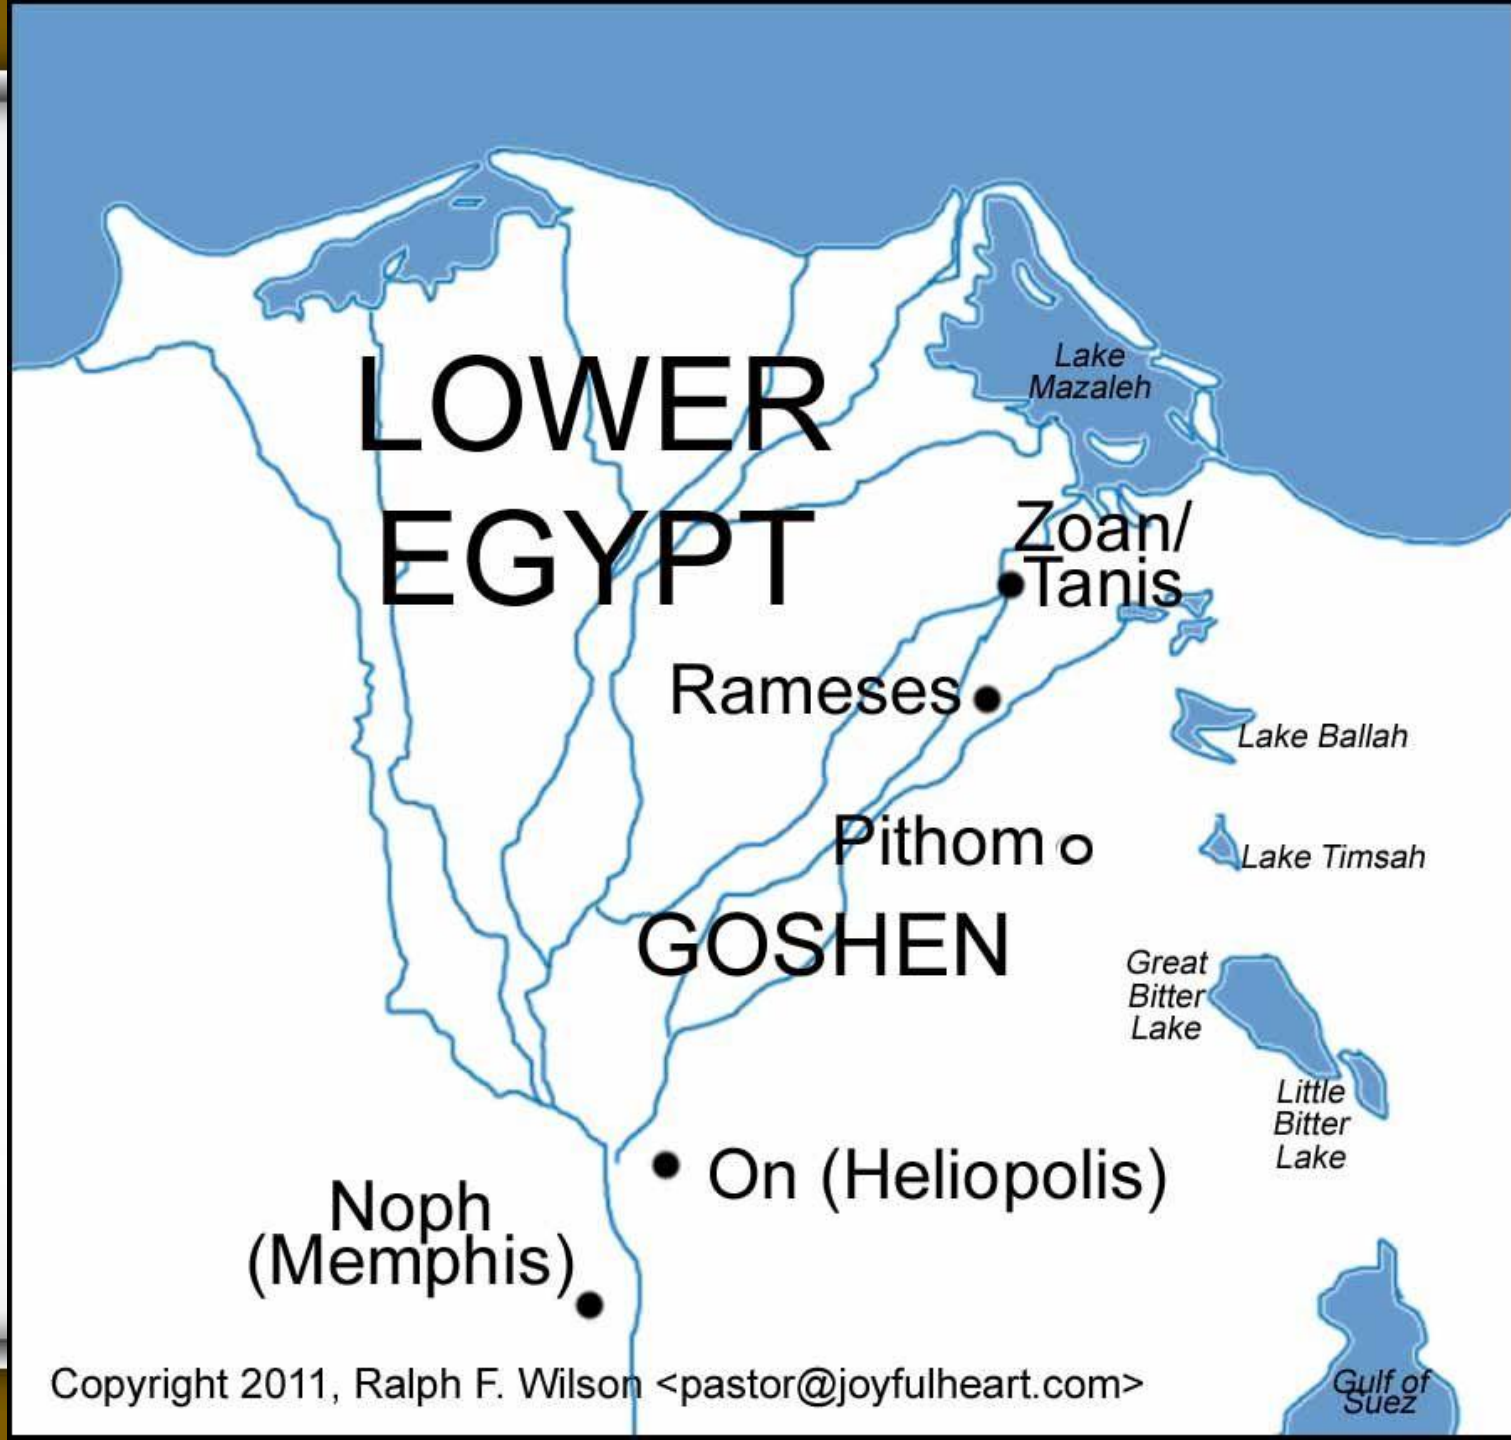 Lake
Mazaleh
LOWER
EGYPT
Zoan/
Tanis
Rameses
Lake Ballah
Pithom
Lake Timsah
GOSHEN
Great
Bitter
Lake
Little
Bitter
Lake
On (Heliopolis)
Noph
(Memphis)
Gulf of
Suez
Copyright 2011, Ralph F. Wilson <pastor@joyfulheart.com>